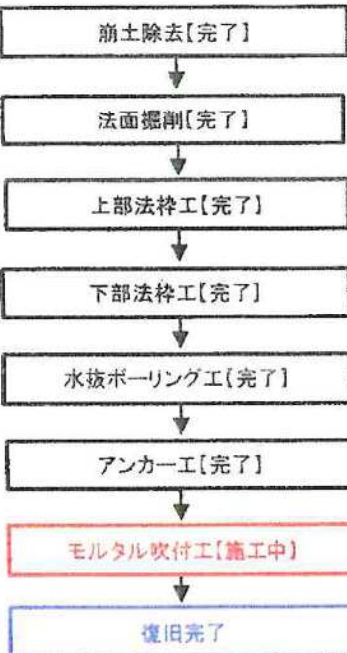 崩土除去【完了】
法面掘削【完了】
上部法枠工【完了】
下部法枠工【完了】
水抜ボーリング工【完了】
アンカー工【完了】
モルタル吹付工【施工中】
復旧完了